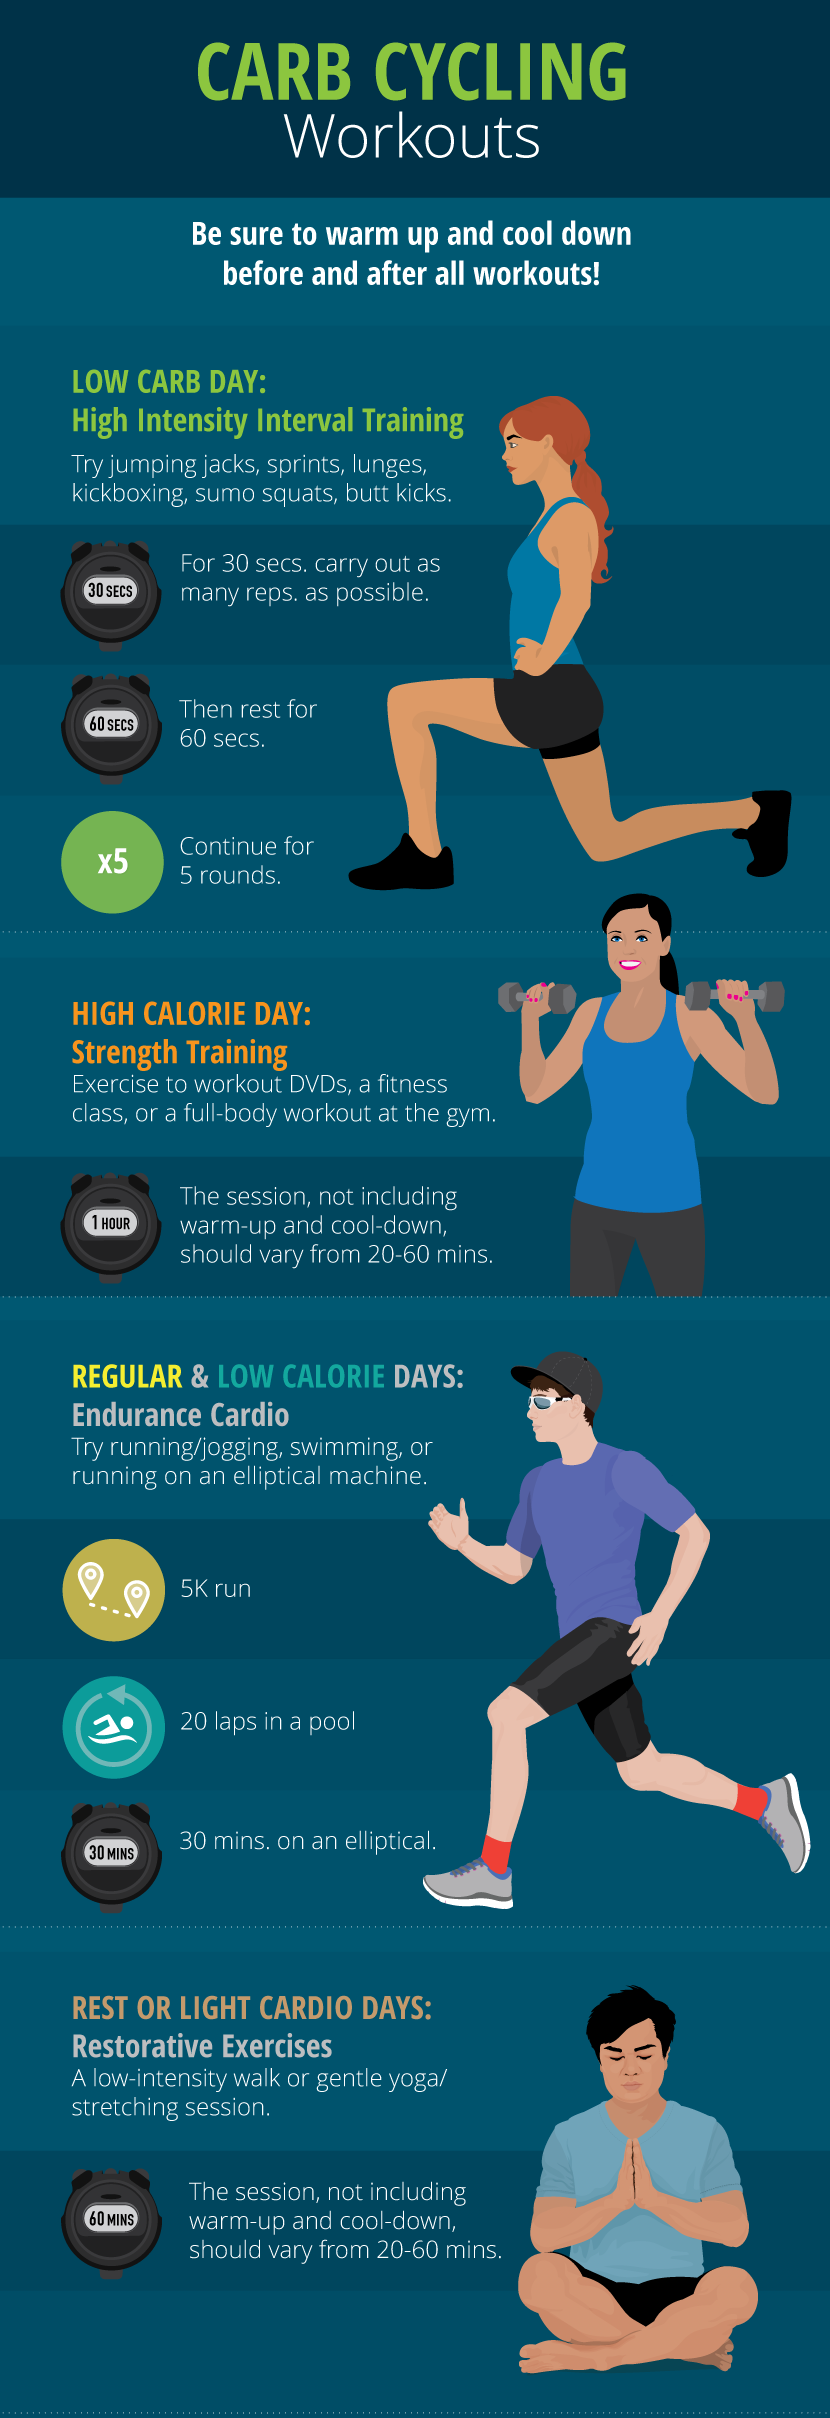 CARB CYCLING
Workouts
Be sure to warm up and cool down
before and after all workouts!
LOW CARB DAY:
High Intensity Interval Training
Try jumping jacks, sprints, lunges,
kickboxing, sumo squats, butt kicks.
30 SECS
For 30 secs. carry out as
many reps. as possible.
60 SECS
Then rest for
60 secs.
x5
Continue for
5 rounds.
HIGH CALORIE DAY:
Strength Training
Exercise to workout DVDs, a fitness
class, or a full-body workout at the gym.
1 HOUR
The session, not including
warm-up and cool-down,
should vary from 20-60 mins.
REGULAR & LOW CALORIE DAYS:
Endurance Cardio
Try running/jogging, swimming, or
running on an elliptical machine.
5K run
20 laps in a pool
30 MINS
30 mins. on an elliptical.
REST OR LIGHT CARDIO DAYS:
Restorative Exercises
A low-intensity walk or gentle yoga/
stretching session.
60 MINS
The session, not including
warm-up and cool-down,
should vary from 20-60 mins.